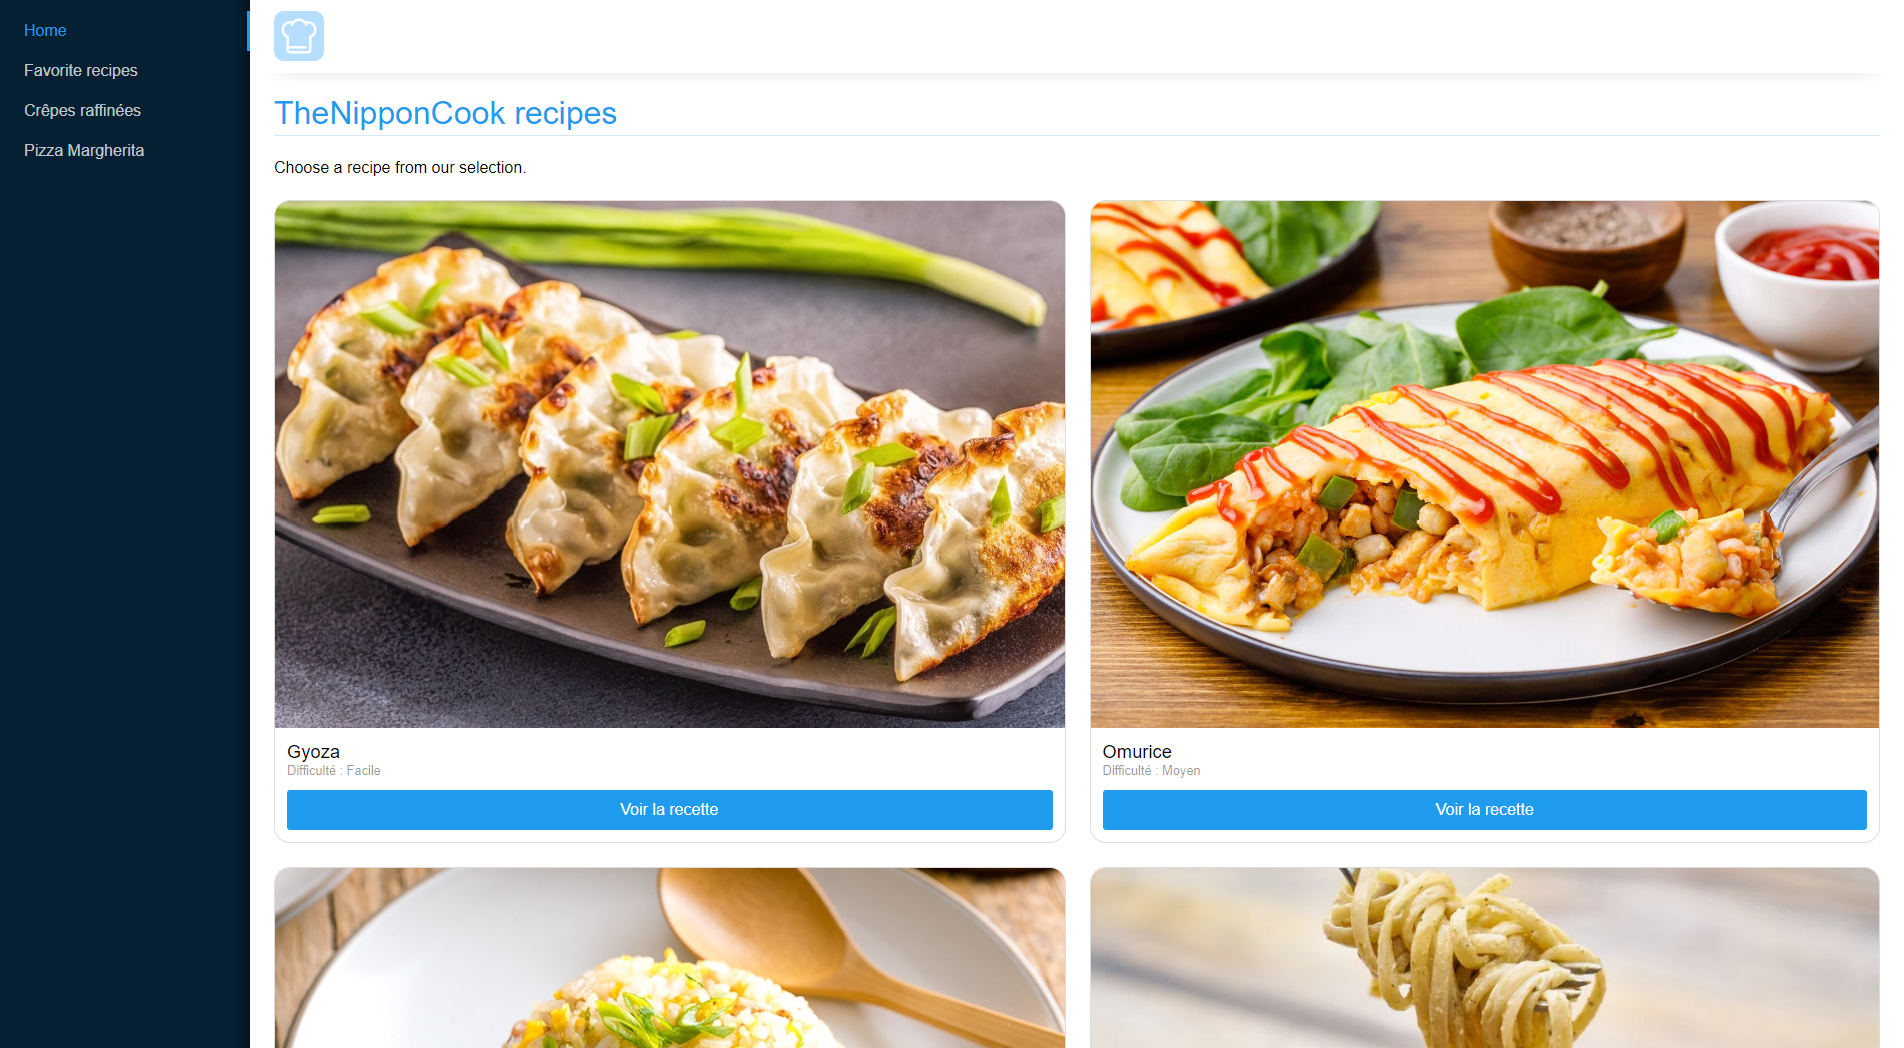 Home
Favorite recipes
Crêpes raffinées
Pizza Margherita
TheNipponCook recipes
Choose a recipe from our selection.
Gyoza
Difficulté : Facile
Voir la recette
Omurice
Difficulté : Moyen
Voir la recette